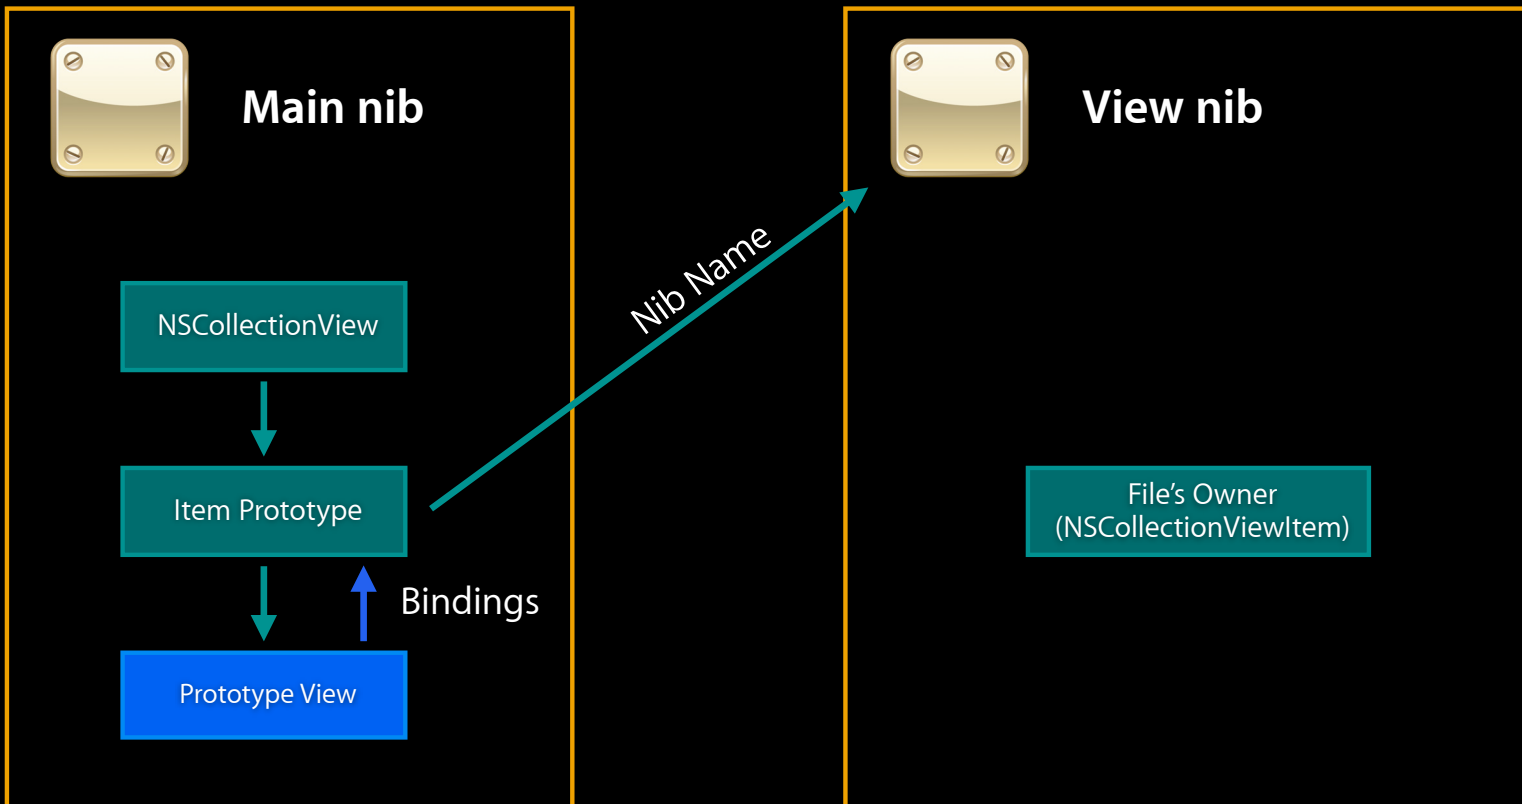 Main nib
View nib
Nib Name
NSCollectionView
Item Prototype
File’s Owner
(NSCollectionViewItem)
Bindings
Prototype View